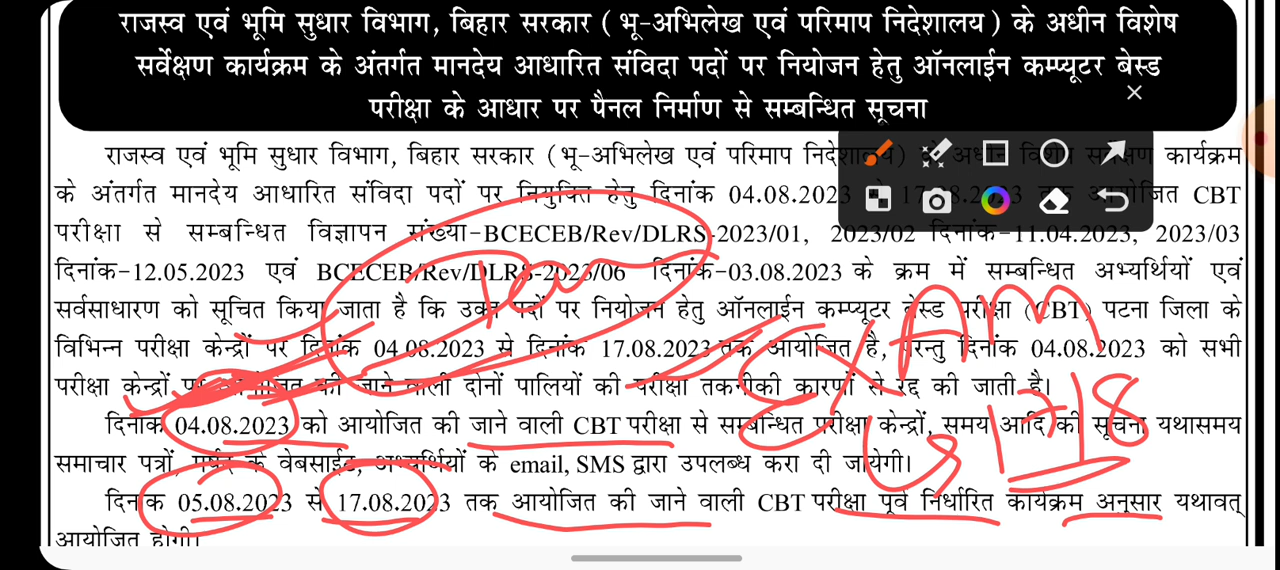 राजस्व एवं भूमि सुधार विभाग, बिहार सरकार ( भू-अभिलेख एवं परिमाप निदेशालय ) के अधीन विशेष
सर्वेक्षण कार्यक्रम के अंतर्गत मानदेय आधारित संविदा पदों पर नियोजन हेतु ऑनलाईन कम्प्यूटर बेस्ड
परीक्षा के आधार पर पैनल निर्माण से सम्बन्धित सूचना
राजस्व एवं भूमि सुधार विभाग, बिहार सरकार (भू-अभिलेख एवं परिमाप निदेशालय) के अधीन विशेष सर्वेक्षण कार्यक्रम
के अंतर्गत मानदेय आधारित संविदा पदों पर नियुक्ति हेतु दिनांक 04.08.2023 से 17.08.2023 तक आयोजित CBT
परीक्षा से सम्बन्धित विज्ञापन संख्या-BCECEB/Rev/DLRS-2023/01, 2023/02 दिनांक-11.04.2023, 2023/03
दिनांक-12.05.2023 एवं BCECEB/Rev/DLRS-2023/06 दिनांक-03.08.2023 के क्रम में सम्बन्धित अभ्यर्थियों एवं
सर्वसाधारण को सूचित किया जाता है कि उक्त पदों पर नियोजन हेतु ऑनलाईन कम्प्यूटर बेस्ड परीक्षा (CBT) पटना जिला के
विभिन्न परीक्षा केन्द्रों पर दिनांक 04.08.2023 से दिनांक 17.08.2023 तक आयोजित है, परन्तु दिनांक 04.08.2023 को सभी
परीक्षा केन्द्रों पर आयोजित की जाने वाली दोनों पालियों की परीक्षा तकनीकी कारणों से रद्द की जाती है।
दिनांक 04.08.2023 को आयोजित की जाने वाली CBT परीक्षा से सम्बन्धित परीक्षा केन्द्रों, समय आदि की सूचना यथासमय
समाचार पत्रों, पर्षद के वेबसाईट, अभ्यर्थियों के email, SMS द्वारा उपलब्ध करा दी जायेगी।
दिनांक 05.08.2023 से 17.08.2023 तक आयोजित की जाने वाली CBT परीक्षा पूर्व निर्धारित कार्यक्रम अनुसार यथावत्
आयोजित होगी।
ExAm
17/18